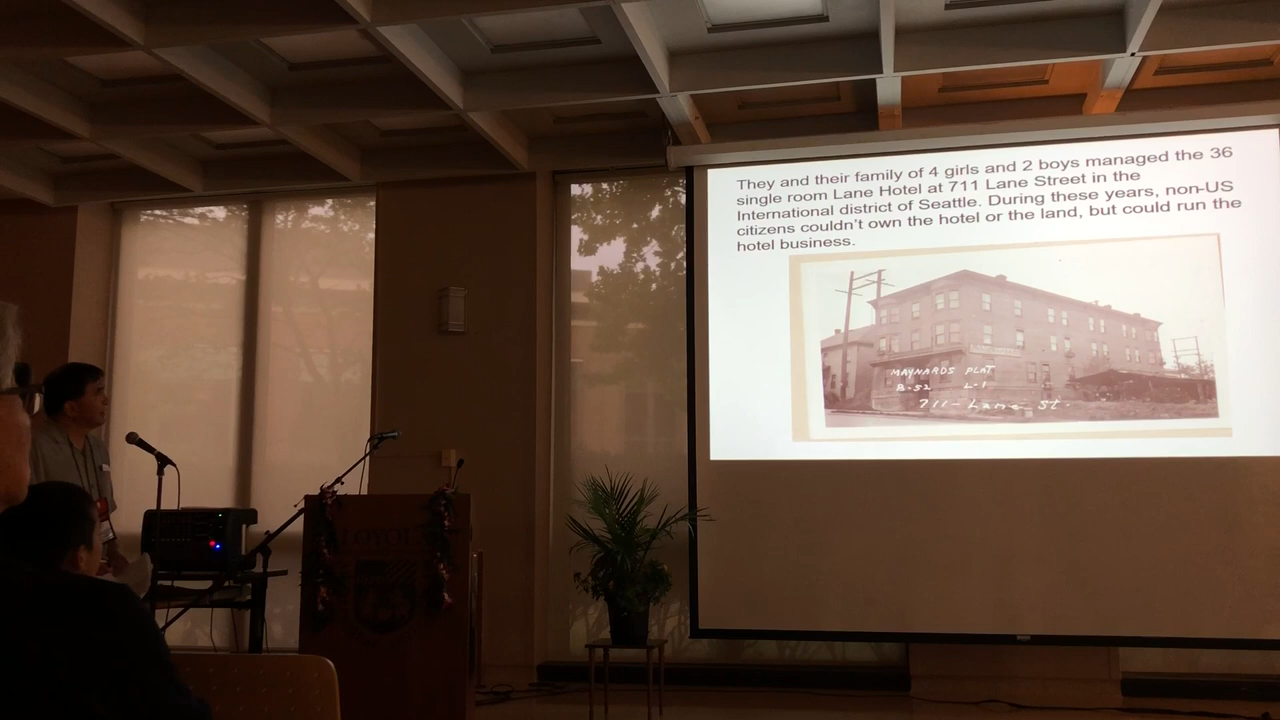 They and their family of 4 girls and 2 boys managed the 36
single room Lane Hotel at 711 Lane Street in the
International district of Seattle. During these years, non-US
citizens couldn't own the hotel or the land, but could run the
hotel business.
MAYNARDS PLAT
B-52 L-1
711- Lane St.
LOYOLA